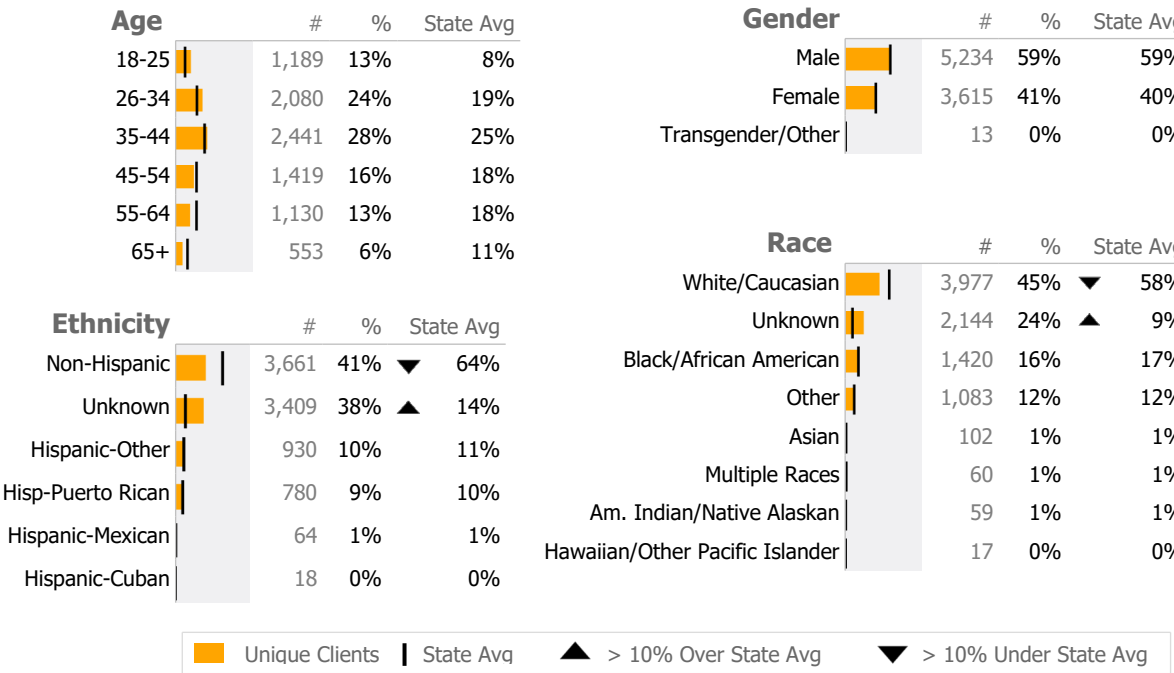 Age # % State Avg
18-25 1,189 13% 8%
26-34 2,080 24% 19%
35-44 2,441 28% 25%
45-54 1,419 16% 18%
55-64 1,130 13% 18%
65+ 553 6% 11%
Ethnicity # % State Avg
Non-Hispanic 3,661 41% ▼ 64%
Unknown 3,409 38% ▲ 14%
Hispanic-Other 930 10% 11%
Hisp-Puerto Rican 780 9% 10%
Hispanic-Mexican 64 1% 1%
Hispanic-Cuban 18 0% 0%
Gender # % State Avg
Male 5,234 59% 59%
Female 3,615 41% 40%
Transgender/Other 13 0% 0%
Race # % State Avg
White/Caucasian 3,977 45% ▼ 58%
Unknown 2,144 24% ▲ 9%
Black/African American 1,420 16% 17%
Other 1,083 12% 12%
Asian 102 1% 1%
Multiple Races 60 1% 1%
Am. Indian/Native Alaskan 59 1% 1%
Hawaiian/Other Pacific Islander 17 0% 0%
Unique Clients | State Avg ▲ > 10% Over State Avg ▼ > 10% Under State Avg